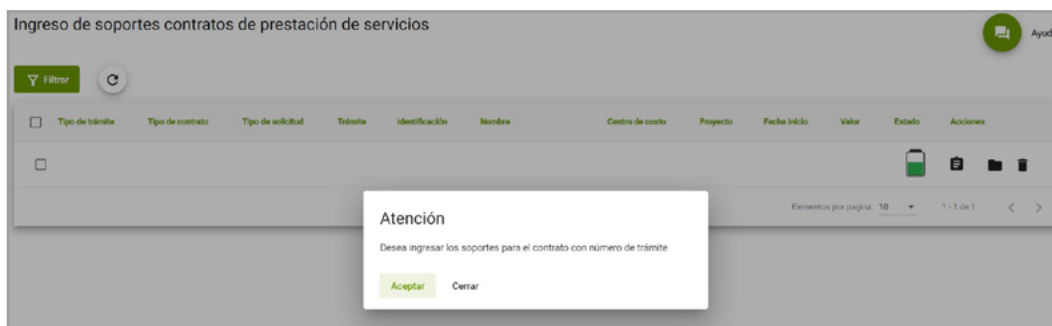 Ingreso de soportes contratos de prestación de servicios
Ayud
Filtrar
Tipo de trámite Tipo de contrato Tipo de solicitud Trámite Identificación Nombre Centro de costo Proyecto Fecha Inicio Valor Estado Acciones
Elementos por pagina: 10 1 - 1 de 1
Atención
Desea ingresar los soportes para el contrato con número de trámite
Aceptar Cerrar